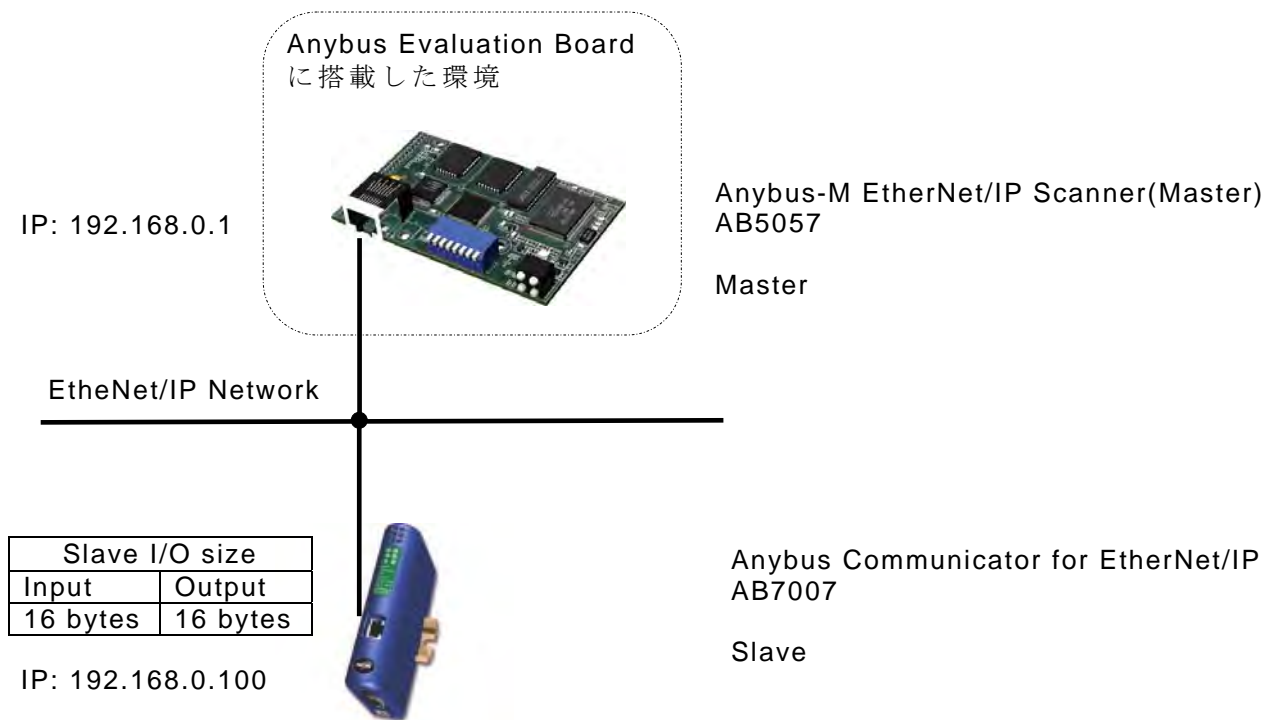 Anybus Evaluation Board
に搭載した環境
IP: 192.168.0.1
Anybus-M EtherNet/IP Scanner(Master)
AB5057
Master
EtheNet/IP Network
Slave I/O size
Input Output
16 bytes 16 bytes
IP: 192.168.0.100
Anybus Communicator for EtherNet/IP
AB7007
Slave